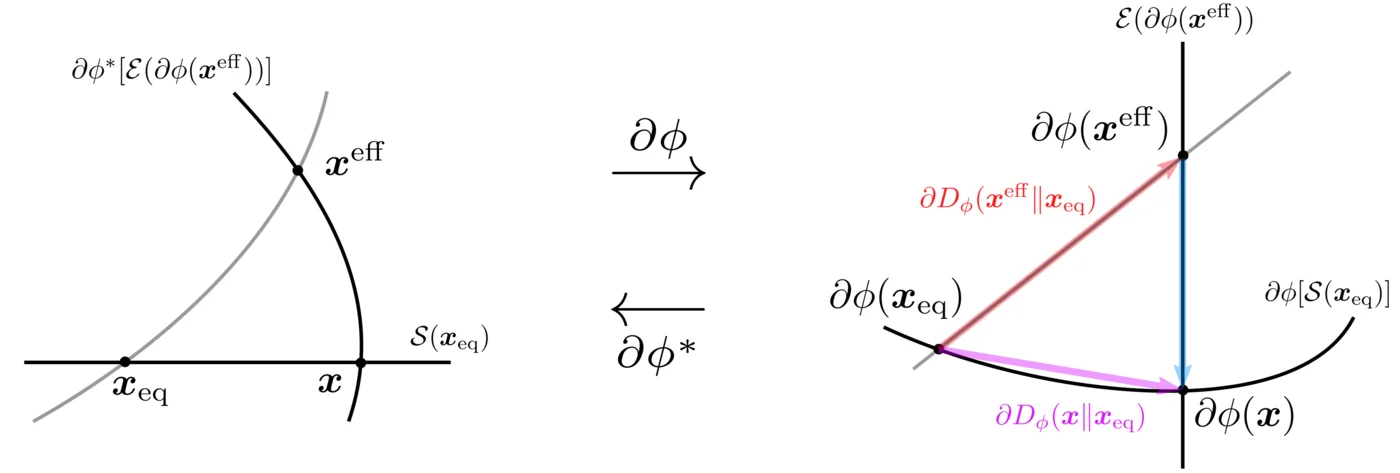 ∂ϕ*[ℰ(∂ϕ(𝒙^eff))]
𝒙^eff
𝒮(𝒙_eq)
𝒙_eq
𝒙
∂ϕ
∂ϕ*
ℰ(∂ϕ(𝒙^eff))
∂ϕ(𝒙^eff)
∂D_ϕ(𝒙^eff‖𝒙_eq)
∂ϕ(𝒙_eq)
∂ϕ[𝒮(𝒙_eq)]
∂D_ϕ(𝒙‖𝒙_eq)
∂ϕ(𝒙)